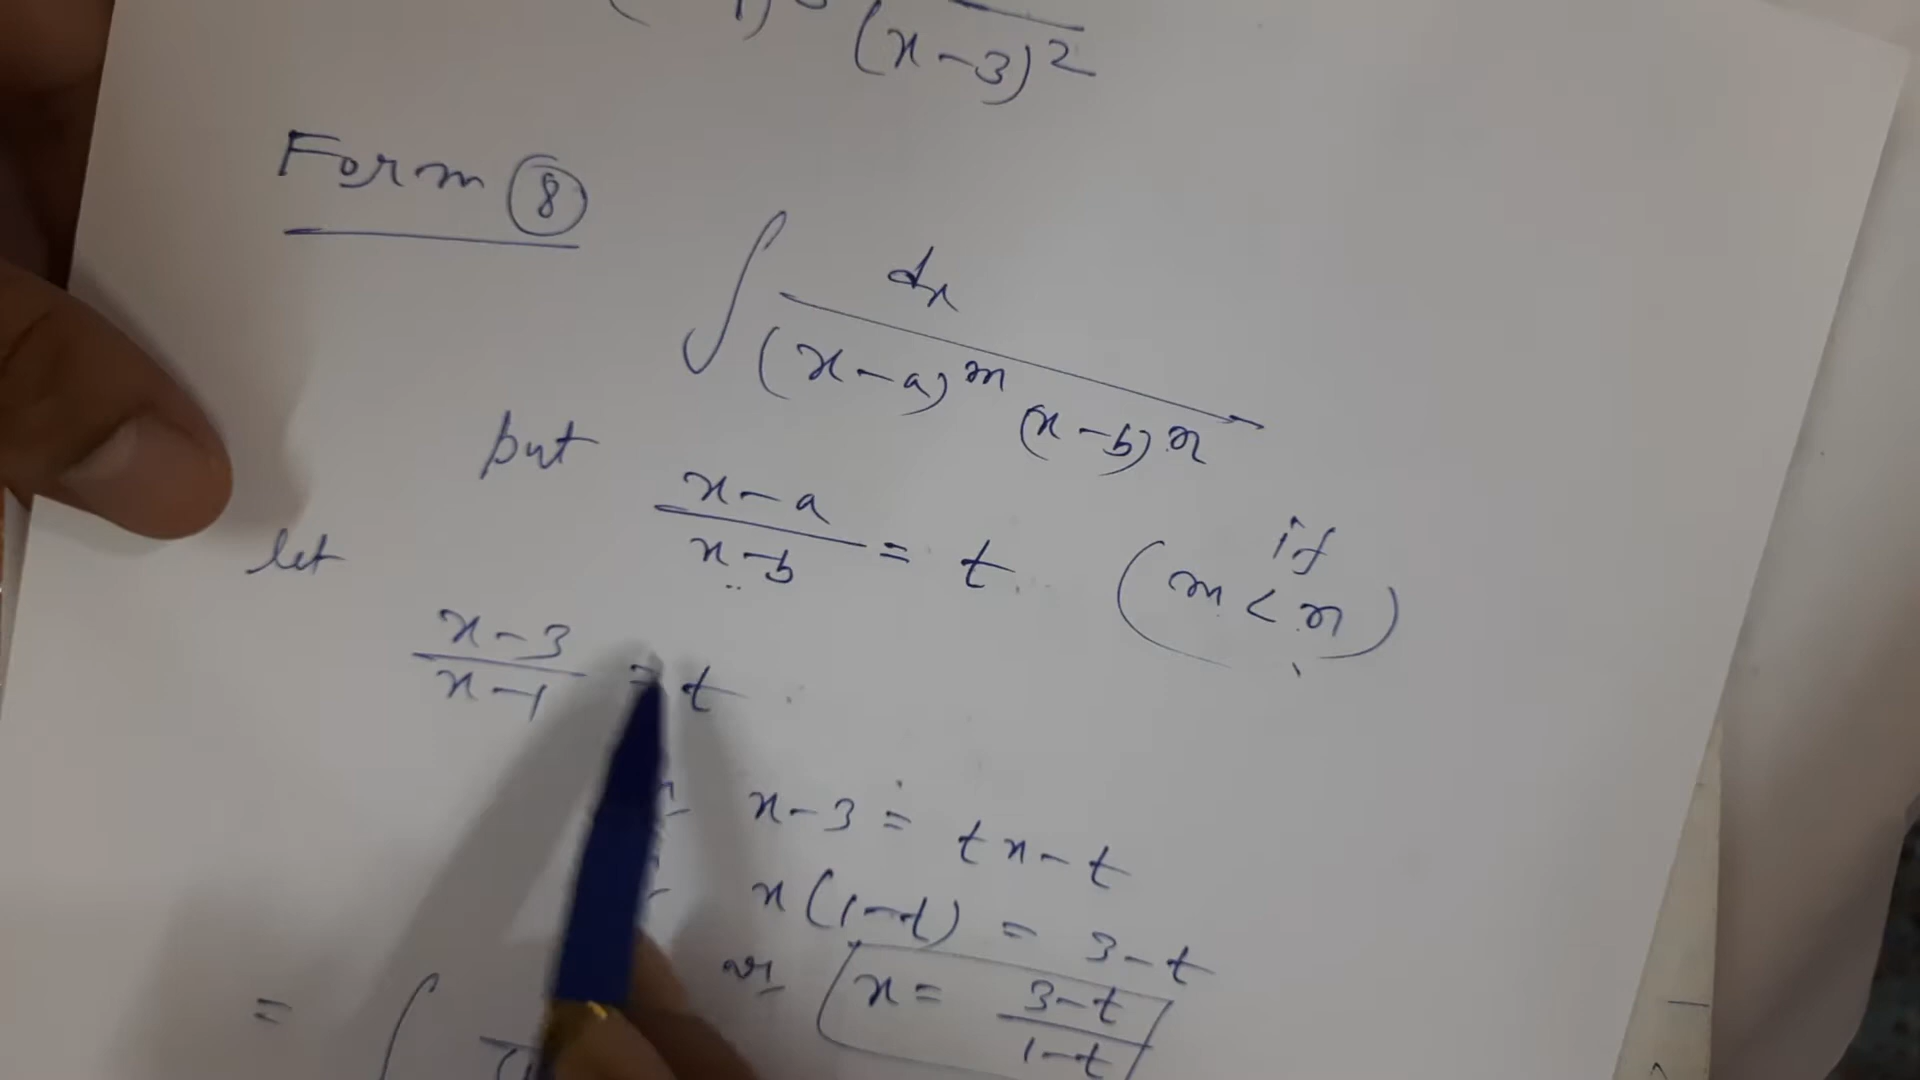 (x-3)²
Form ⑧
∫ dx / (x-a)ᵐ (x-b)ⁿ
put (x-a)/(x-b) = t (if m < n)
let
(x-3)/(x-1) = t
x-3 = tx-t
x(1-t) = 3-t
or, x = (3-t)/(1-t)
= ∫